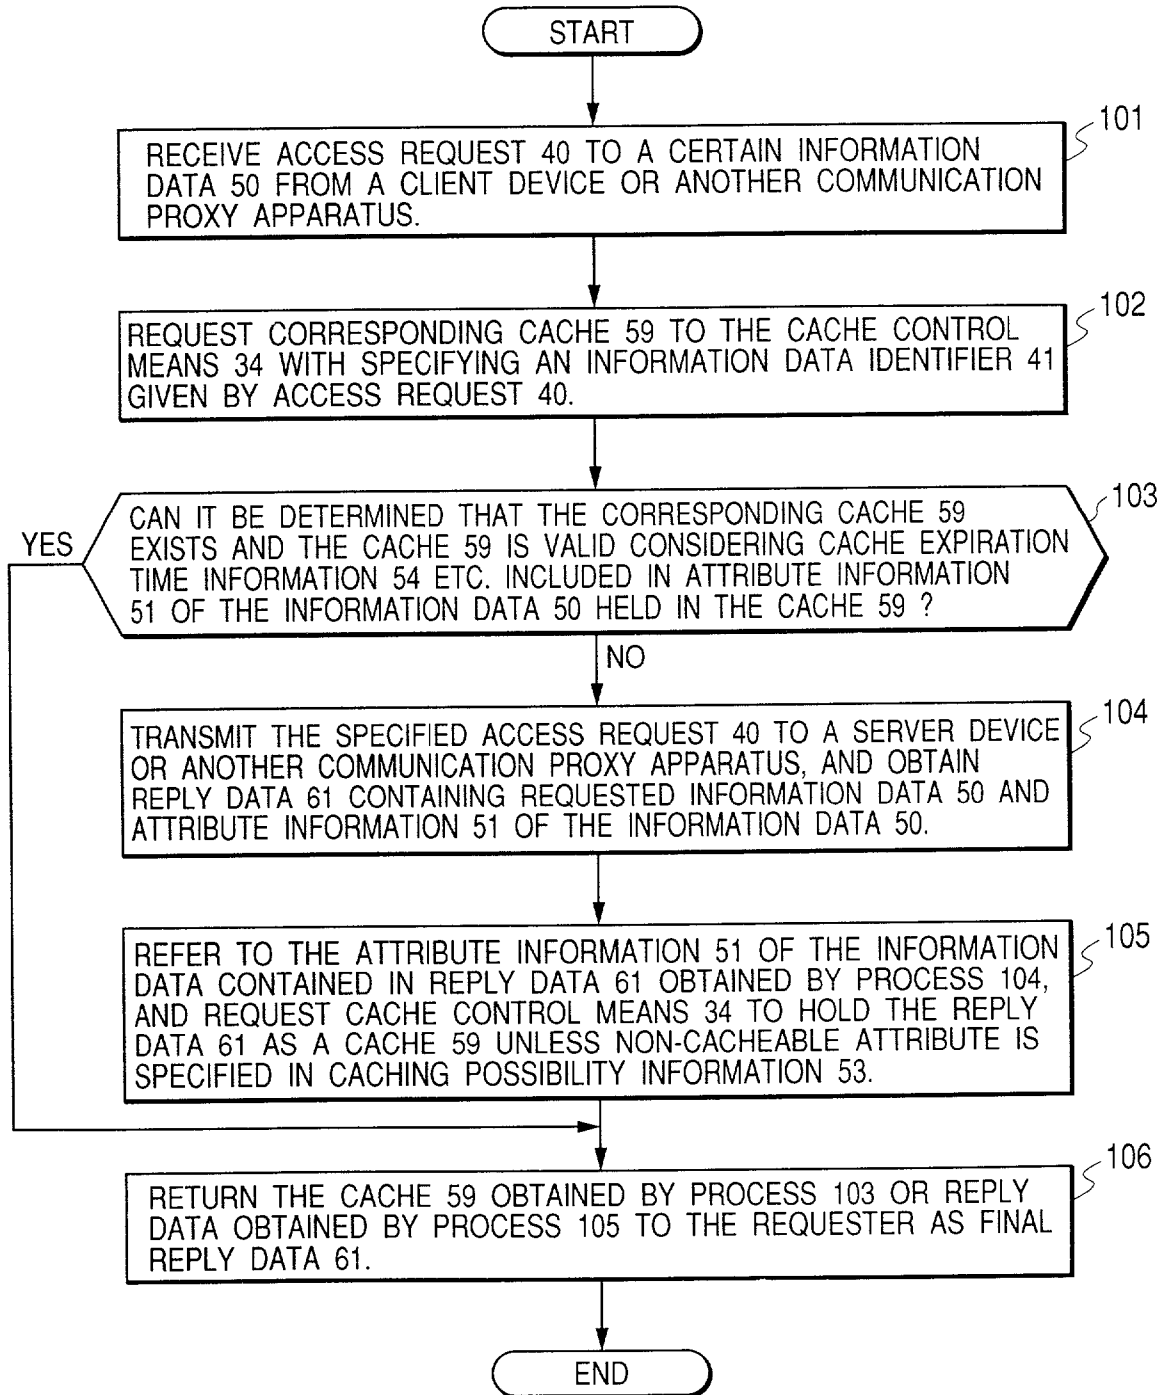 START
101
RECEIVE ACCESS REQUEST 40 TO A CERTAIN INFORMATION
DATA 50 FROM A CLIENT DEVICE OR ANOTHER COMMUNICATION
PROXY APPARATUS.
102
REQUEST CORRESPONDING CACHE 59 TO THE CACHE CONTROL
MEANS 34 WITH SPECIFYING AN INFORMATION DATA IDENTIFIER 41
GIVEN BY ACCESS REQUEST 40.
103
YES
CAN IT BE DETERMINED THAT THE CORRESPONDING CACHE 59
EXISTS AND THE CACHE 59 IS VALID CONSIDERING CACHE EXPIRATION
TIME INFORMATION 54 ETC. INCLUDED IN ATTRIBUTE INFORMATION
51 OF THE INFORMATION DATA 50 HELD IN THE CACHE 59 ?
NO
104
TRANSMIT THE SPECIFIED ACCESS REQUEST 40 TO A SERVER DEVICE
OR ANOTHER COMMUNICATION PROXY APPARATUS, AND OBTAIN
REPLY DATA 61 CONTAINING REQUESTED INFORMATION DATA 50 AND
ATTRIBUTE INFORMATION 51 OF THE INFORMATION DATA 50.
105
REFER TO THE ATTRIBUTE INFORMATION 51 OF THE INFORMATION
DATA CONTAINED IN REPLY DATA 61 OBTAINED BY PROCESS 104,
AND REQUEST CACHE CONTROL MEANS 34 TO HOLD THE REPLY
DATA 61 AS A CACHE 59 UNLESS NON-CACHEABLE ATTRIBUTE IS
SPECIFIED IN CACHING POSSIBILITY INFORMATION 53.
106
RETURN THE CACHE 59 OBTAINED BY PROCESS 103 OR REPLY
DATA OBTAINED BY PROCESS 105 TO THE REQUESTER AS FINAL
REPLY DATA 61.
END